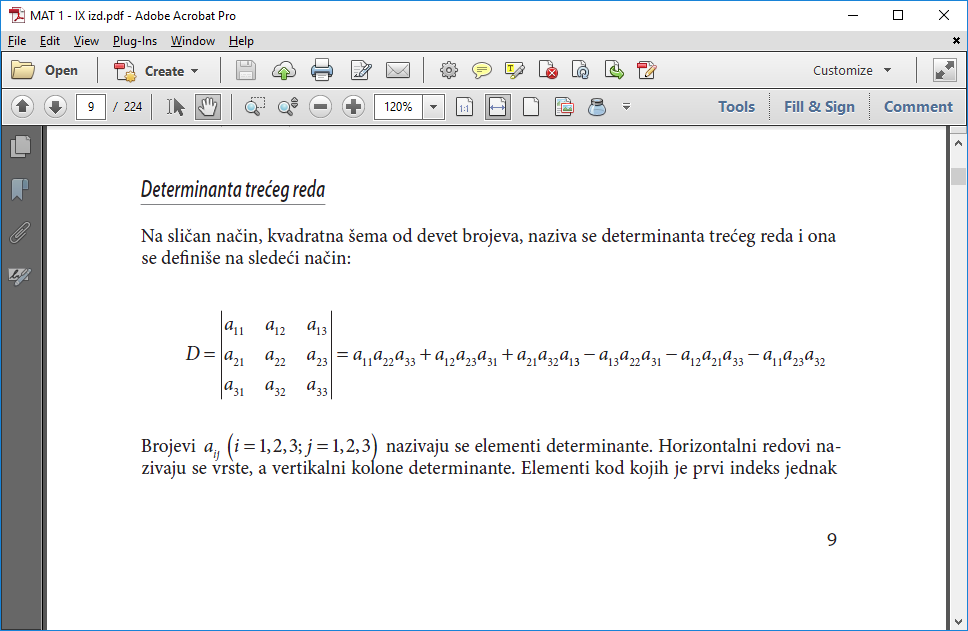 MAT 1 - IX izd.pdf - Adobe Acrobat Pro
File Edit View Plug-Ins Window Help
Open Create Customize
9 / 224 120% Tools Fill & Sign Comment
Determinanta trećeg reda
Na sličan način, kvadratna šema od devet brojeva, naziva se determinanta trećeg reda i ona
se definiše na sledeći način:
a₁₁ a₁₂ a₁₃
D = a₂₁ a₂₂ a₂₃ = a₁₁a₂₂a₃₃ + a₁₂a₂₃a₃₁ + a₂₁a₃₂a₁₃ − a₁₃a₂₂a₃₁ − a₁₂a₂₁a₃₃ − a₁₁a₂₃a₃₂
a₃₁ a₃₂ a₃₃
Brojevi aᵢⱼ (i = 1,2,3; j = 1,2,3) nazivaju se elementi determinante. Horizontalni redovi na-
zivaju se vrste, a vertikalni kolone determinante. Elementi kod kojih je prvi indeks jednak
9